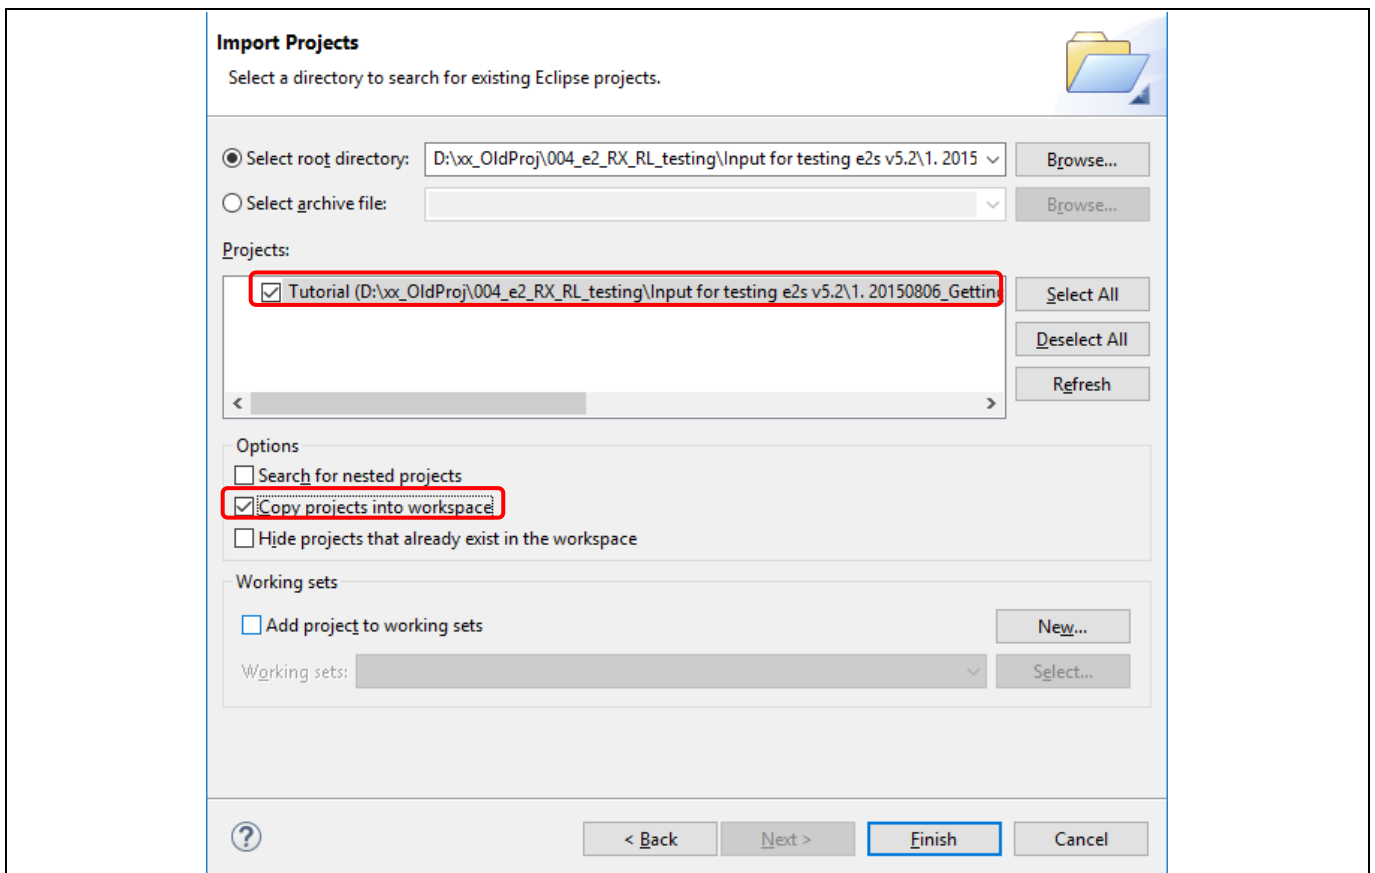 Import Projects
Select a directory to search for existing Eclipse projects.
Select root directory: D:\xx_OldProj\004_e2_RX_RL_testing\Input for testing e2s v5.2\1. 2015 Browse...
Select archive file: Browse...
Projects:
Tutorial (D:\xx_OldProj\004_e2_RX_RL_testing\Input for testing e2s v5.2\1. 20150806_Getting Select All
Deselect All
Refresh
Options
Search for nested projects
Copy projects into workspace
Hide projects that already exist in the workspace
Working sets
Add project to working sets New...
Working sets: Select...
? < Back Next > Finish Cancel